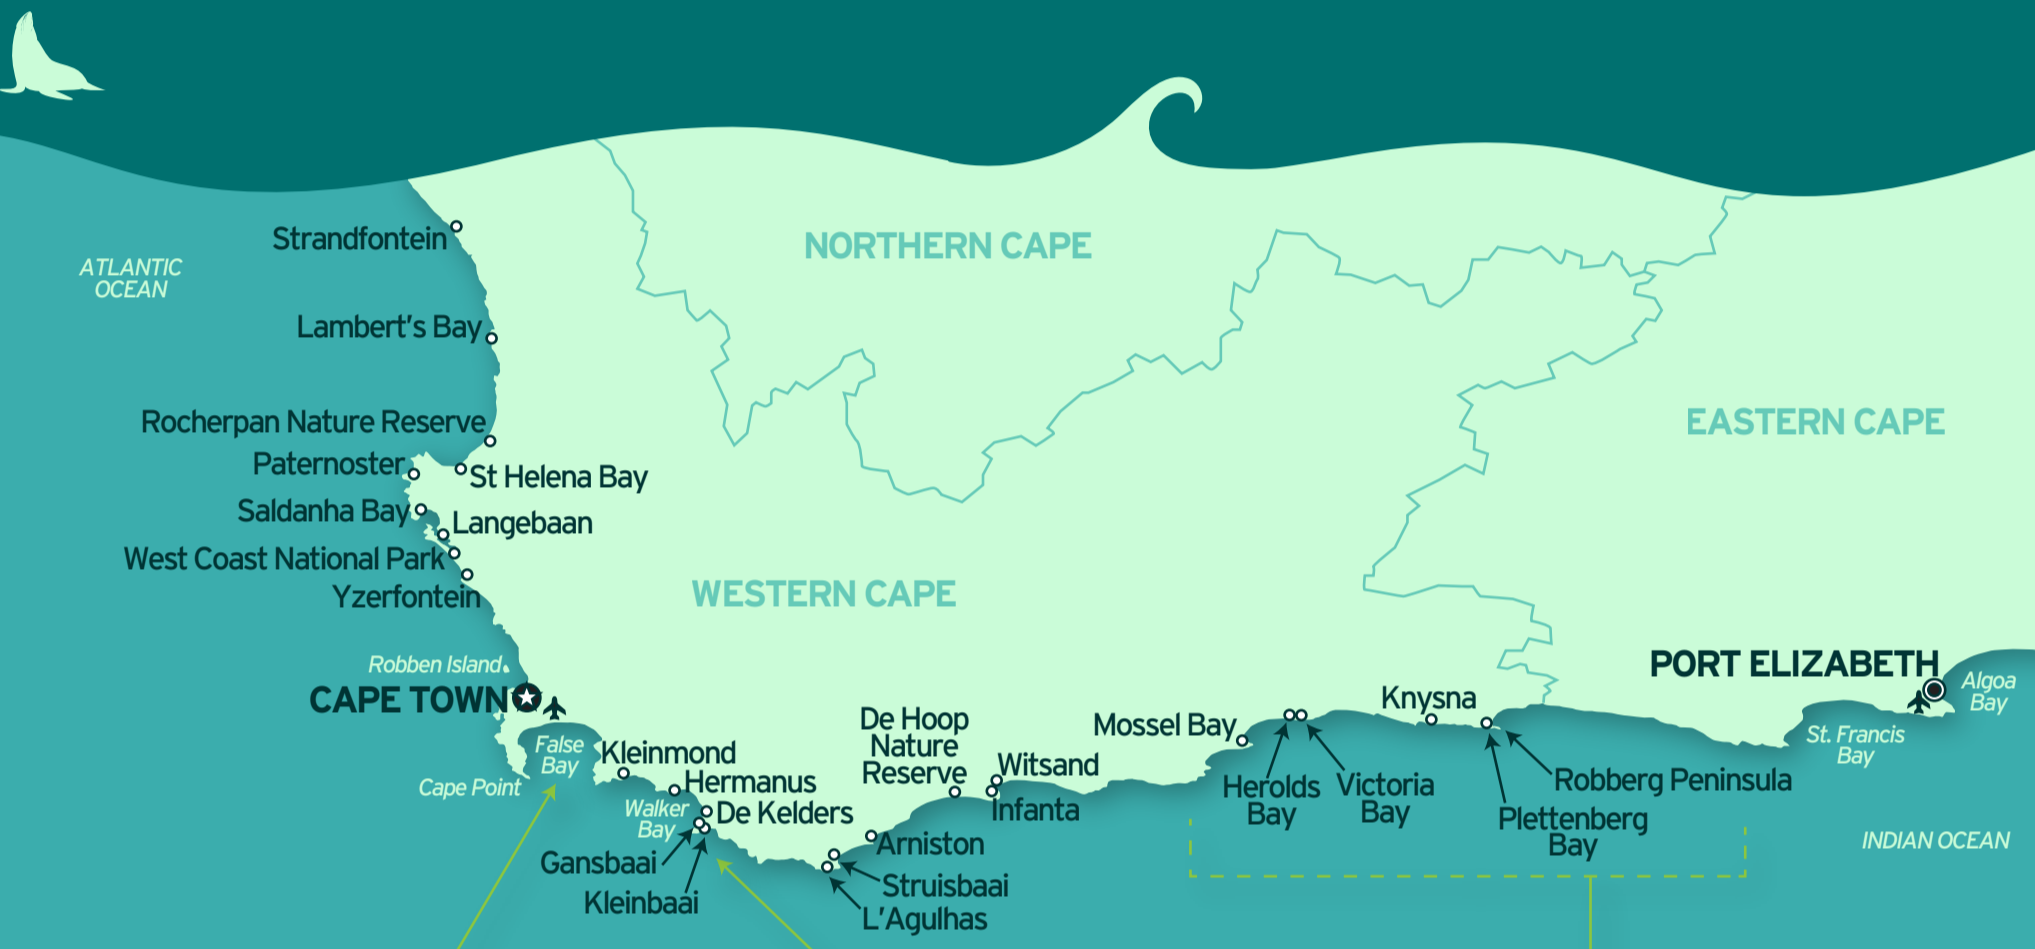 Strandfontein
NORTHERN CAPE
ATLANTIC
OCEAN
Lambert's Bay
Rocherpan Nature Reserve
EASTERN CAPE
Paternoster
St Helena Bay
Saldanha Bay
Langebaan
West Coast National Park
Yzerfontein
WESTERN CAPE
Robben Island
CAPE TOWN
PORT ELIZABETH
Algoa
Bay
Knysna
De Hoop
Nature
Reserve
Mossel Bay
St. Francis
Bay
False
Bay
Kleinmond
Cape Point
Hermanus
Witsand
Infanta
Herolds
Bay
Victoria
Bay
Robberg Peninsula
Plettenberg
Bay
INDIAN OCEAN
Walker
Bay
De Kelders
Arniston
Gansbaai
Struisbaai
Kleinbaai
L'Agulhas